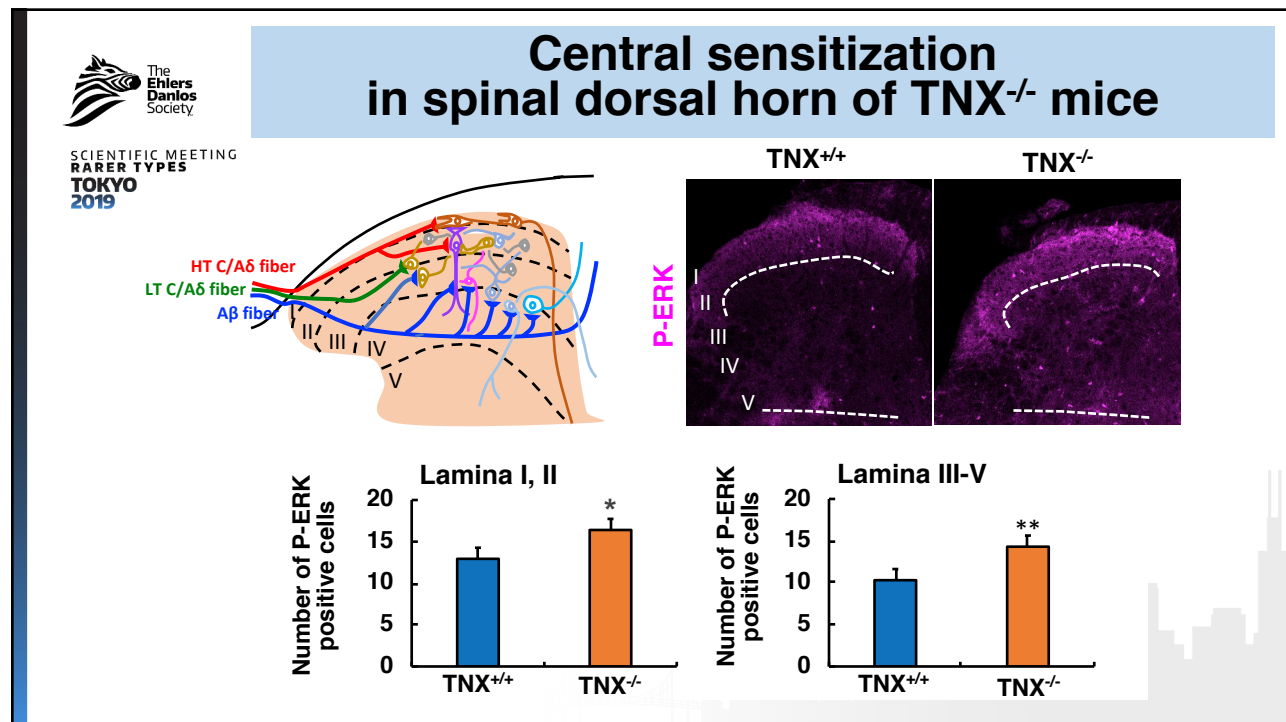 The
Ehlers
Danlos
Society
SCIENTIFIC MEETING
RARER TYPES
TOKYO
2019
Central sensitization
in spinal dorsal horn of TNX-/- mice
HT C/Aδ fiber
LT C/Aδ fiber
Aβ fiber
I
II
III
IV
V
TNX+/+
TNX-/-
P-ERK
I
II
III
IV
V
Lamina I, II
Number of P-ERK
positive cells
20
15
10
5
0
*
TNX+/+
TNX-/-
Lamina III-V
Number of P-ERK
positive cells
20
15
10
5
0
**
TNX+/+
TNX-/-